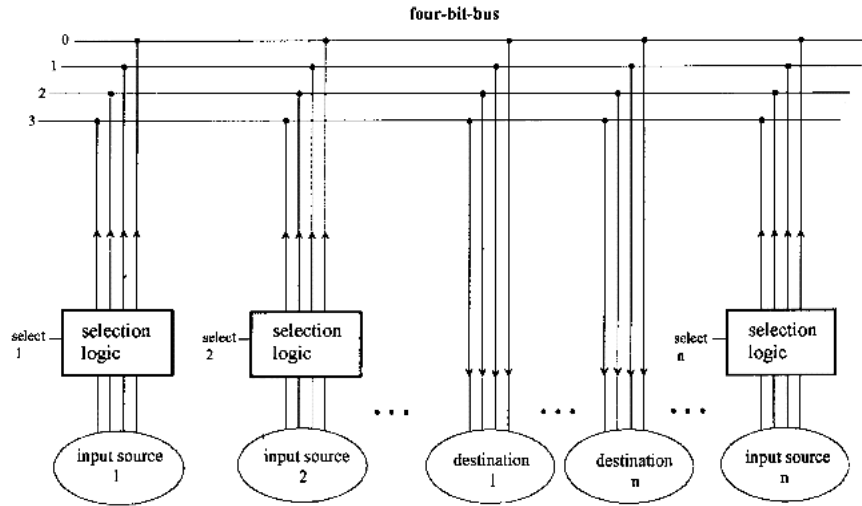 four-bit-bus
0
1
2
3
select
1
selection
logic
select
2
selection
logic
select
n
selection
logic
input source
1
input source
2
destination
1
destination
n
input source
n